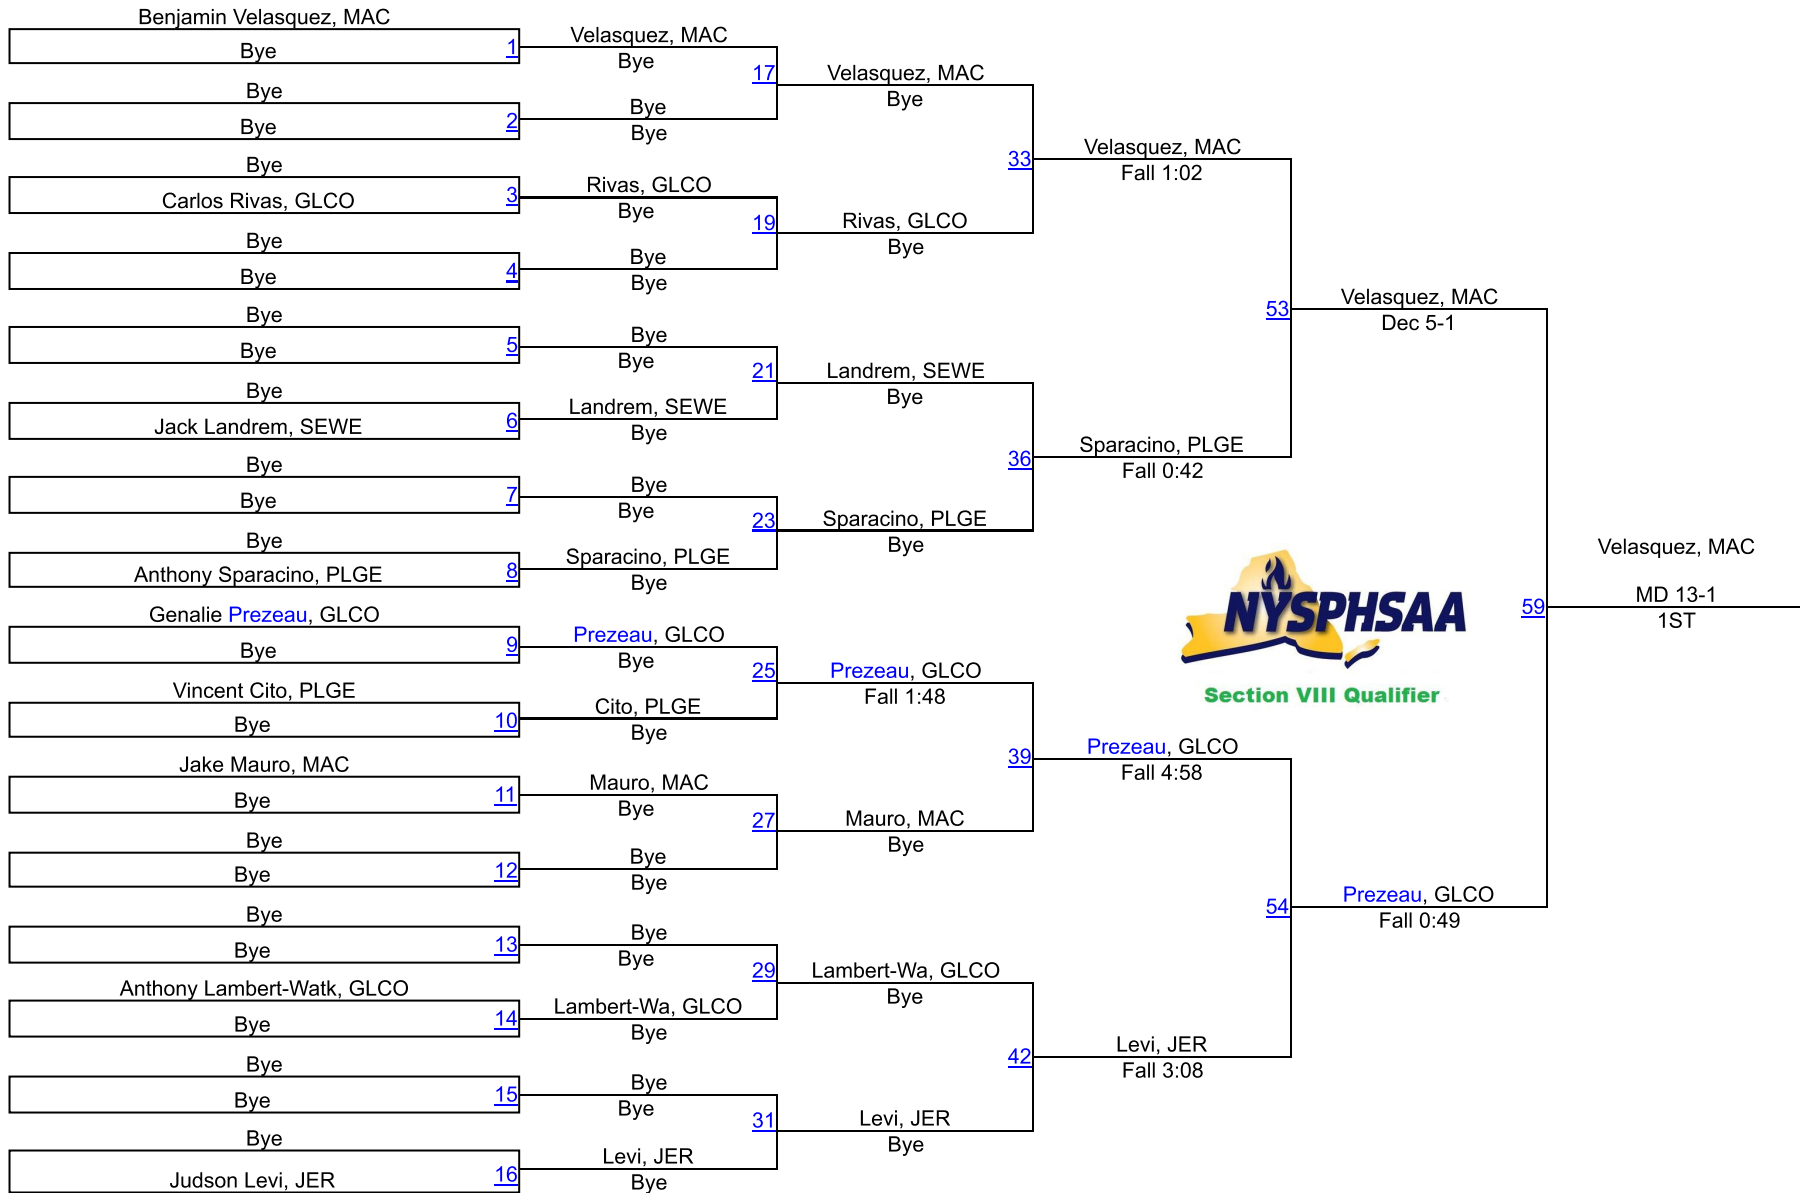 Benjamin Velasquez, MAC
Bye
1
Bye
Bye
2
Bye
Carlos Rivas, GLCO
3
Bye
Bye
4
Bye
Bye
5
Bye
Jack Landrem, SEWE
6
Bye
Bye
7
Bye
Anthony Sparacino, PLGE
8
Genalie Prezeau, GLCO
Bye
9
Vincent Cito, PLGE
Bye
10
Jake Mauro, MAC
Bye
11
Bye
Bye
12
Bye
Bye
13
Anthony Lambert-Watk, GLCO
Bye
14
Bye
Bye
15
Bye
Judson Levi, JER
16
Velasquez, MAC
Bye
17
Bye
Bye
Rivas, GLCO
Bye
19
Bye
Bye
Bye
Bye
21
Landrem, SEWE
Bye
Bye
Bye
23
Sparacino, PLGE
Bye
Prezeau, GLCO
Bye
25
Cito, PLGE
Bye
Mauro, MAC
Bye
27
Bye
Bye
Bye
Bye
29
Lambert-Wa, GLCO
Bye
Bye
Bye
31
Levi, JER
Bye
Velasquez, MAC
Bye
33
Rivas, GLCO
Bye
Landrem, SEWE
Bye
36
Sparacino, PLGE
Bye
Prezeau, GLCO
Fall 1:48
39
Mauro, MAC
Bye
Lambert-Wa, GLCO
Bye
42
Levi, JER
Bye
Velasquez, MAC
Fall 1:02
53
Sparacino, PLGE
Fall 0:42
NYSPHSAA
Section VIII Qualifier
Prezeau, GLCO
Fall 4:58
54
Levi, JER
Fall 3:08
Velasquez, MAC
Dec 5-1
59
Prezeau, GLCO
Fall 0:49
Velasquez, MAC
MD 13-1
1ST